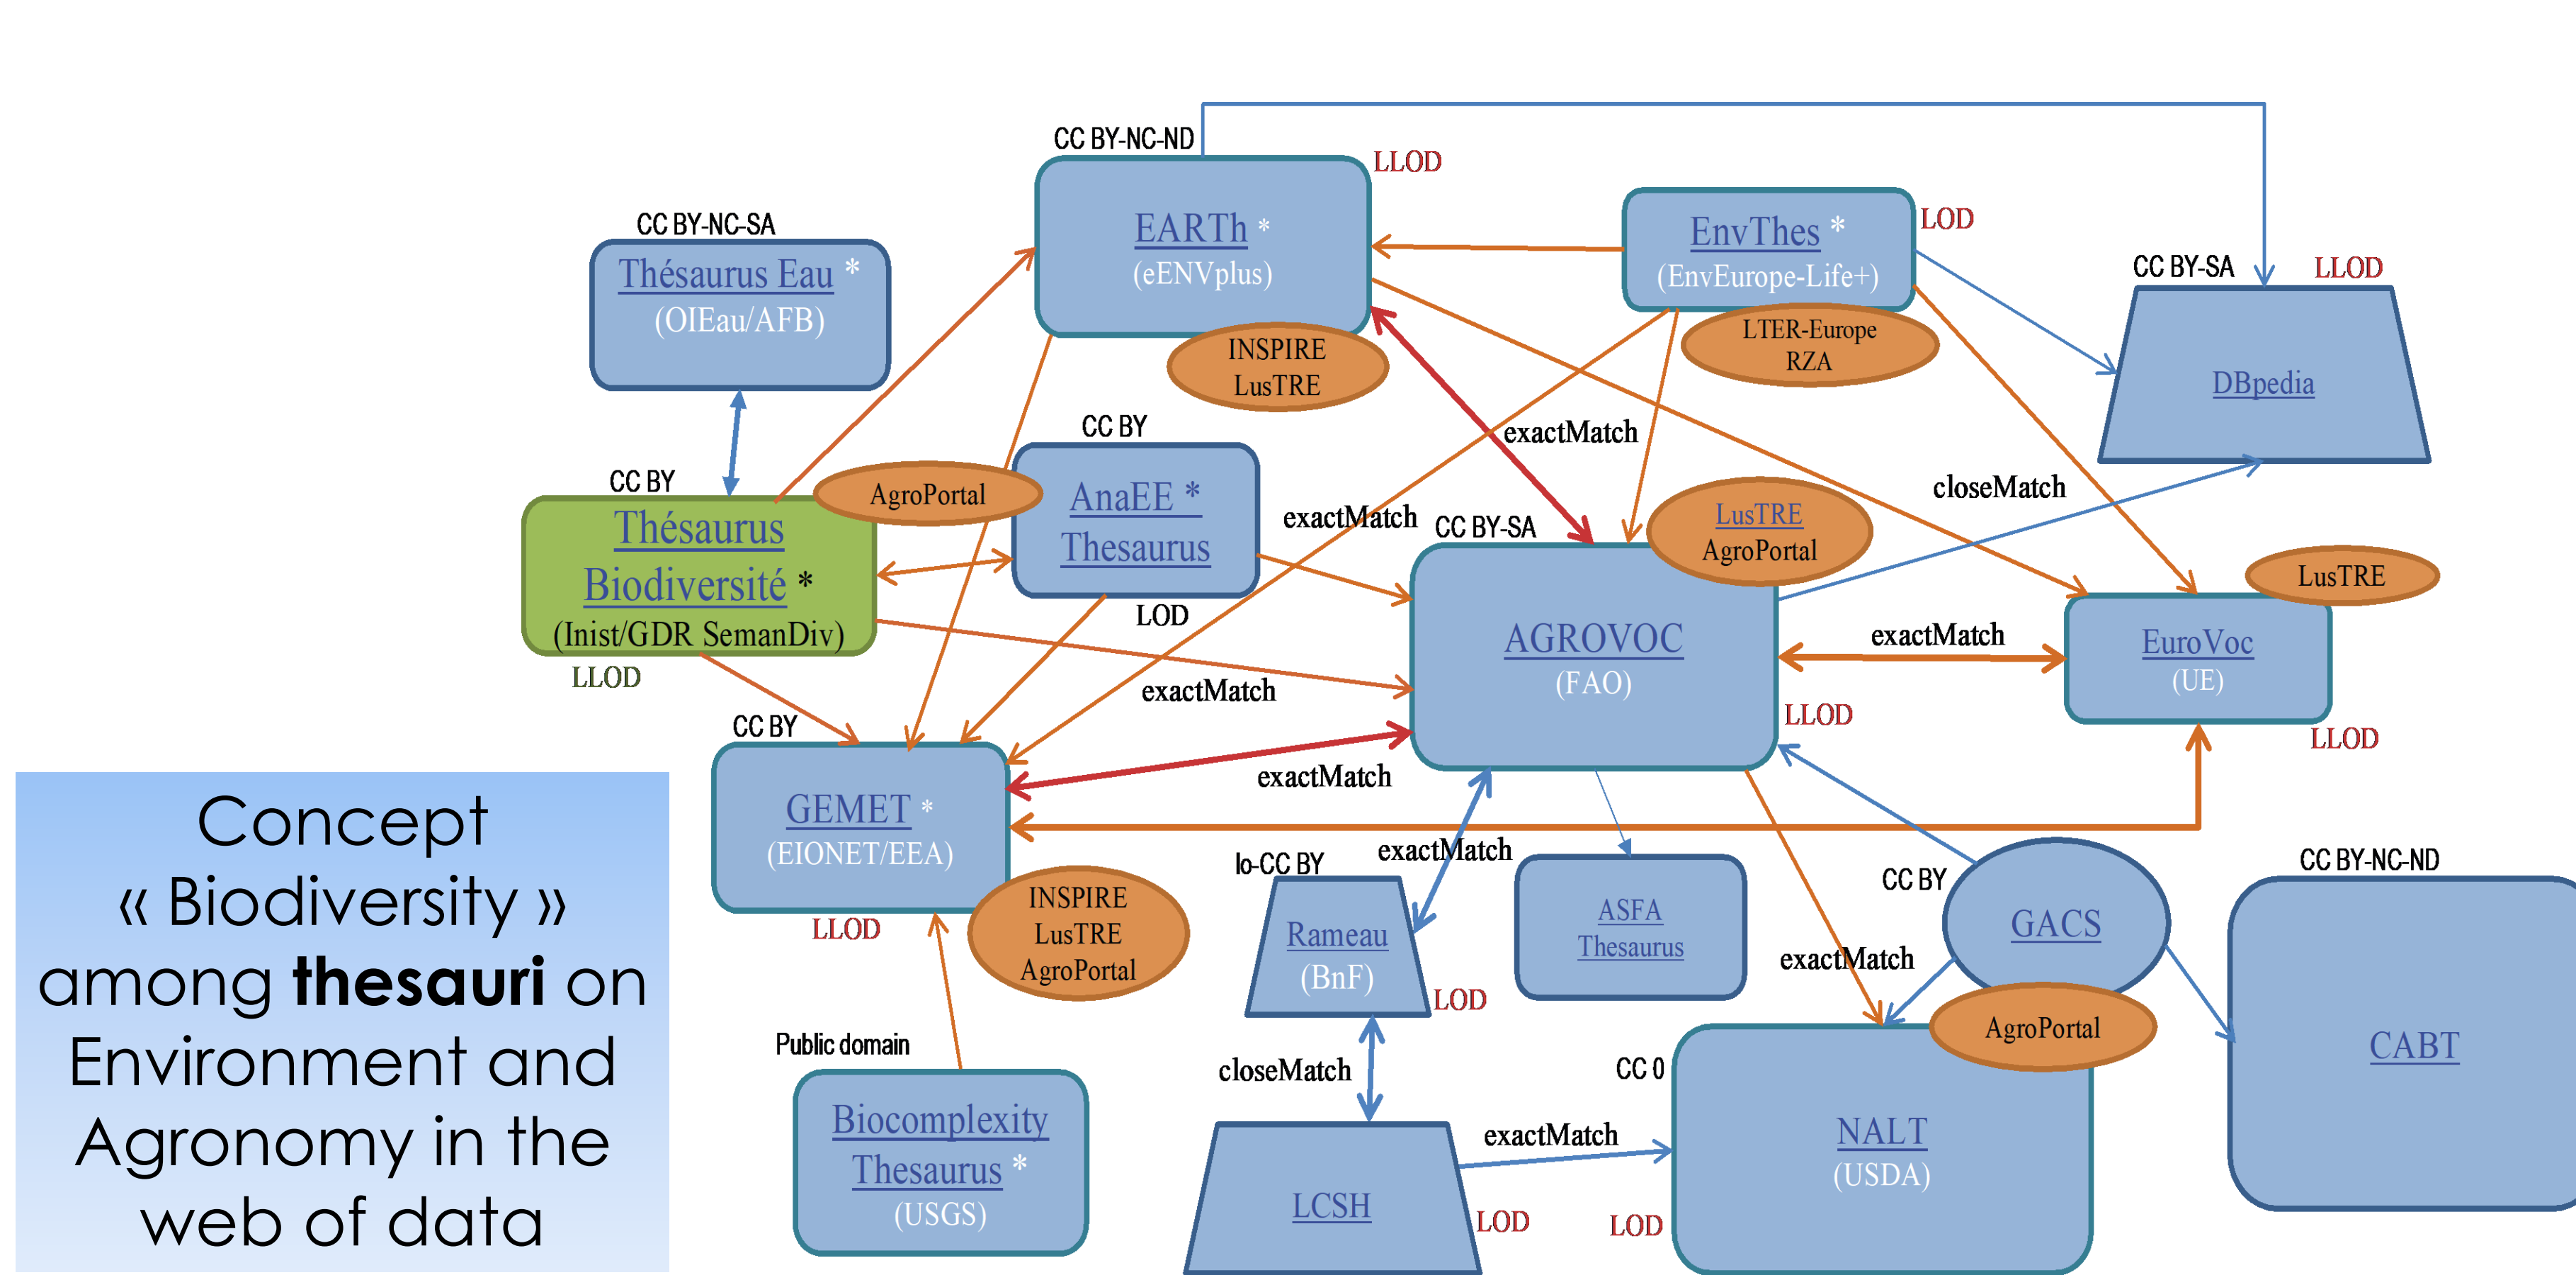 CC BY-NC-ND
LLOD
EARTh *
(eENVplus)
INSPIRE
LusTRE
EnvThes *
(EnvEurope-Life+)
LOD
LTER-Europe
RZA
CC BY-NC-SA
Thésaurus Eau *
(OIEau/AFB)
CC BY-SA
LLOD
DBpedia
CC BY
AnaEE *
Thesaurus
LOD
AgroPortal
CC BY
Thésaurus
Biodiversité *
(Inist/GDR SemanDiv)
LLOD
exactMatch
exactMatch
closeMatch
CC BY-SA
LusTRE
AgroPortal
AGROVOC
(FAO)
LLOD
exactMatch
LusTRE
EuroVoc
(UE)
LLOD
exactMatch
exactMatch
CC BY
GEMET *
(EIONET/EEA)
LLOD
INSPIRE
LusTRE
AgroPortal
Concept
« Biodiversity »
among thesauri on
Environment and
Agronomy in the
web of data
lo-CC BY
exactMatch
Rameau
(BnF)
LOD
ASFA
Thesaurus
CC BY
GACS
exactMatch
AgroPortal
CC BY-NC-ND
CABT
Public domain
Biocomplexity
Thesaurus *
(USGS)
closeMatch
LCSH
LOD
exactMatch
CC 0
NALT
(USDA)
LOD